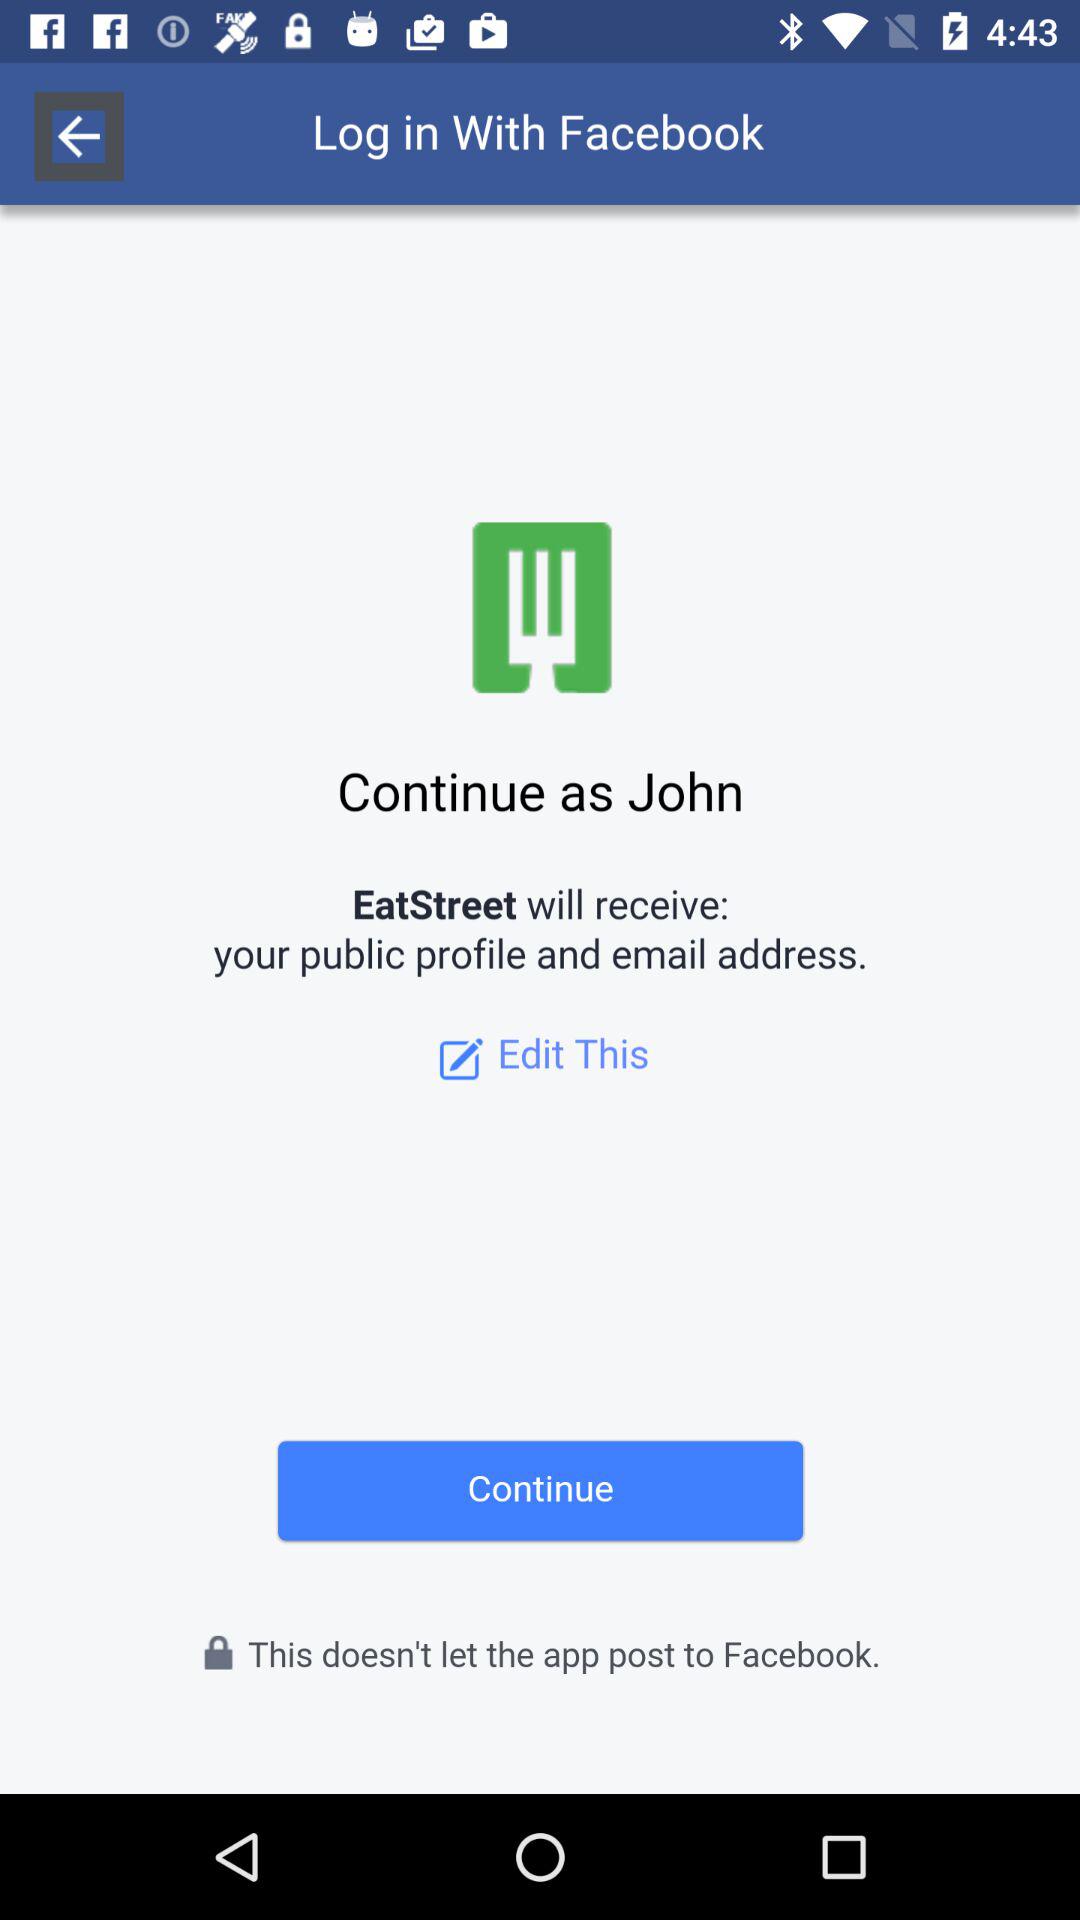 FAKE
4:43
Log in With Facebook
Continue as John
EatStreet will receive:
your public profile and email address.
Edit This
Continue
This doesn't let the app post to Facebook.